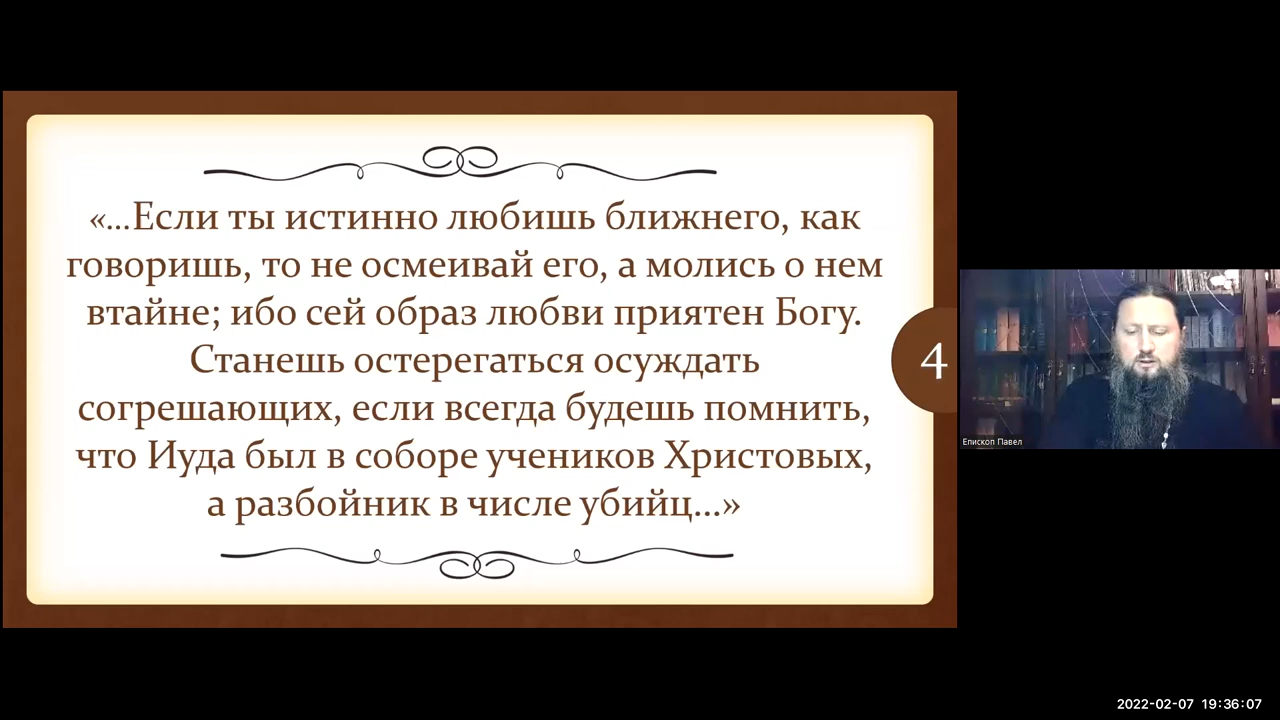 «...Если ты истинно любишь ближнего, как
говоришь, то не осмеивай его, а молись о нем
втайне; ибо сей образ любви приятен Богу.
Станешь остерегаться осуждать
согрешающих, если всегда будешь помнить,
что Иуда был в соборе учеников Христовых,
а разбойник в числе убийц...»
4
Епископ Павел
2022-02-07 19:36:07